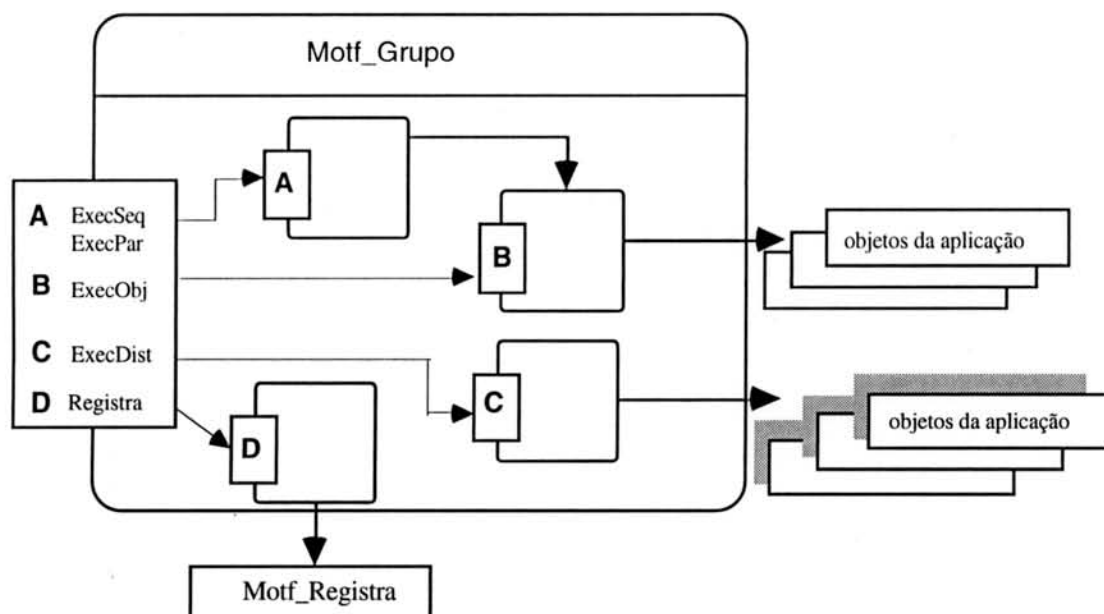 Motf_Grupo
A ExecSeq
ExecPar
B ExecObj
C ExecDist
D Registra
A
B
C
D
objetos da aplicação
objetos da aplicação
Motf_Registra